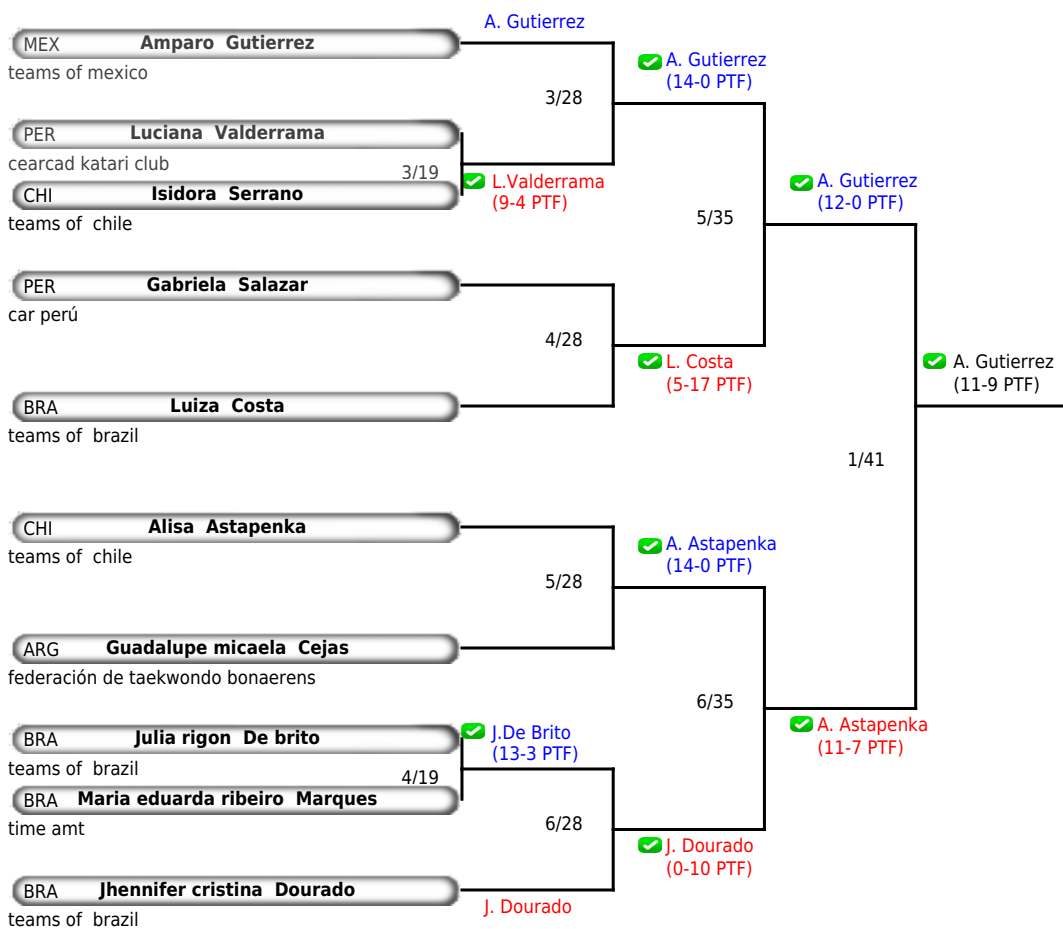 A. Gutierrez
MEX Amparo Gutierrez
teams of mexico
A. Gutierrez
(14-0 PTF)
3/28
PER Luciana Valderrama
cearcad katari club
3/19
L.Valderrama
(9-4 PTF)
CHI Isidora Serrano
teams of chile
A. Gutierrez
(12-0 PTF)
5/35
PER Gabriela Salazar
car perú
4/28
L. Costa
(5-17 PTF)
A. Gutierrez
(11-9 PTF)
BRA Luiza Costa
teams of brazil
1/41
CHI Alisa Astapenka
teams of chile
A. Astapenka
(14-0 PTF)
5/28
ARG Guadalupe micaela Cejas
federación de taekwondo bonaerens
6/35
A. Astapenka
(11-7 PTF)
BRA Julia rigon De brito
teams of brazil
J.De Brito
(13-3 PTF)
4/19
BRA Maria eduarda ribeiro Marques
time amt
6/28
J. Dourado
(0-10 PTF)
BRA Jhennifer cristina Dourado
teams of brazil
J. Dourado